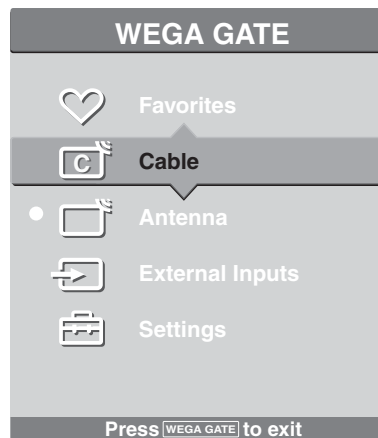 WEGA GATE
Favorites
C Cable
Antenna
External Inputs
Settings
Press WEGA GATE to exit